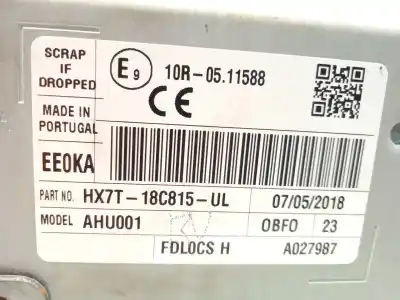 SCRAP
IF
DROPPED
E9 10R-05.11588
CE
MADE IN
PORTUGAL
EE0KA
PART NO. HX7T-18C815-UL 07/05/2018
MODEL AHU001 OBFO 23
FDL0CS H A027987